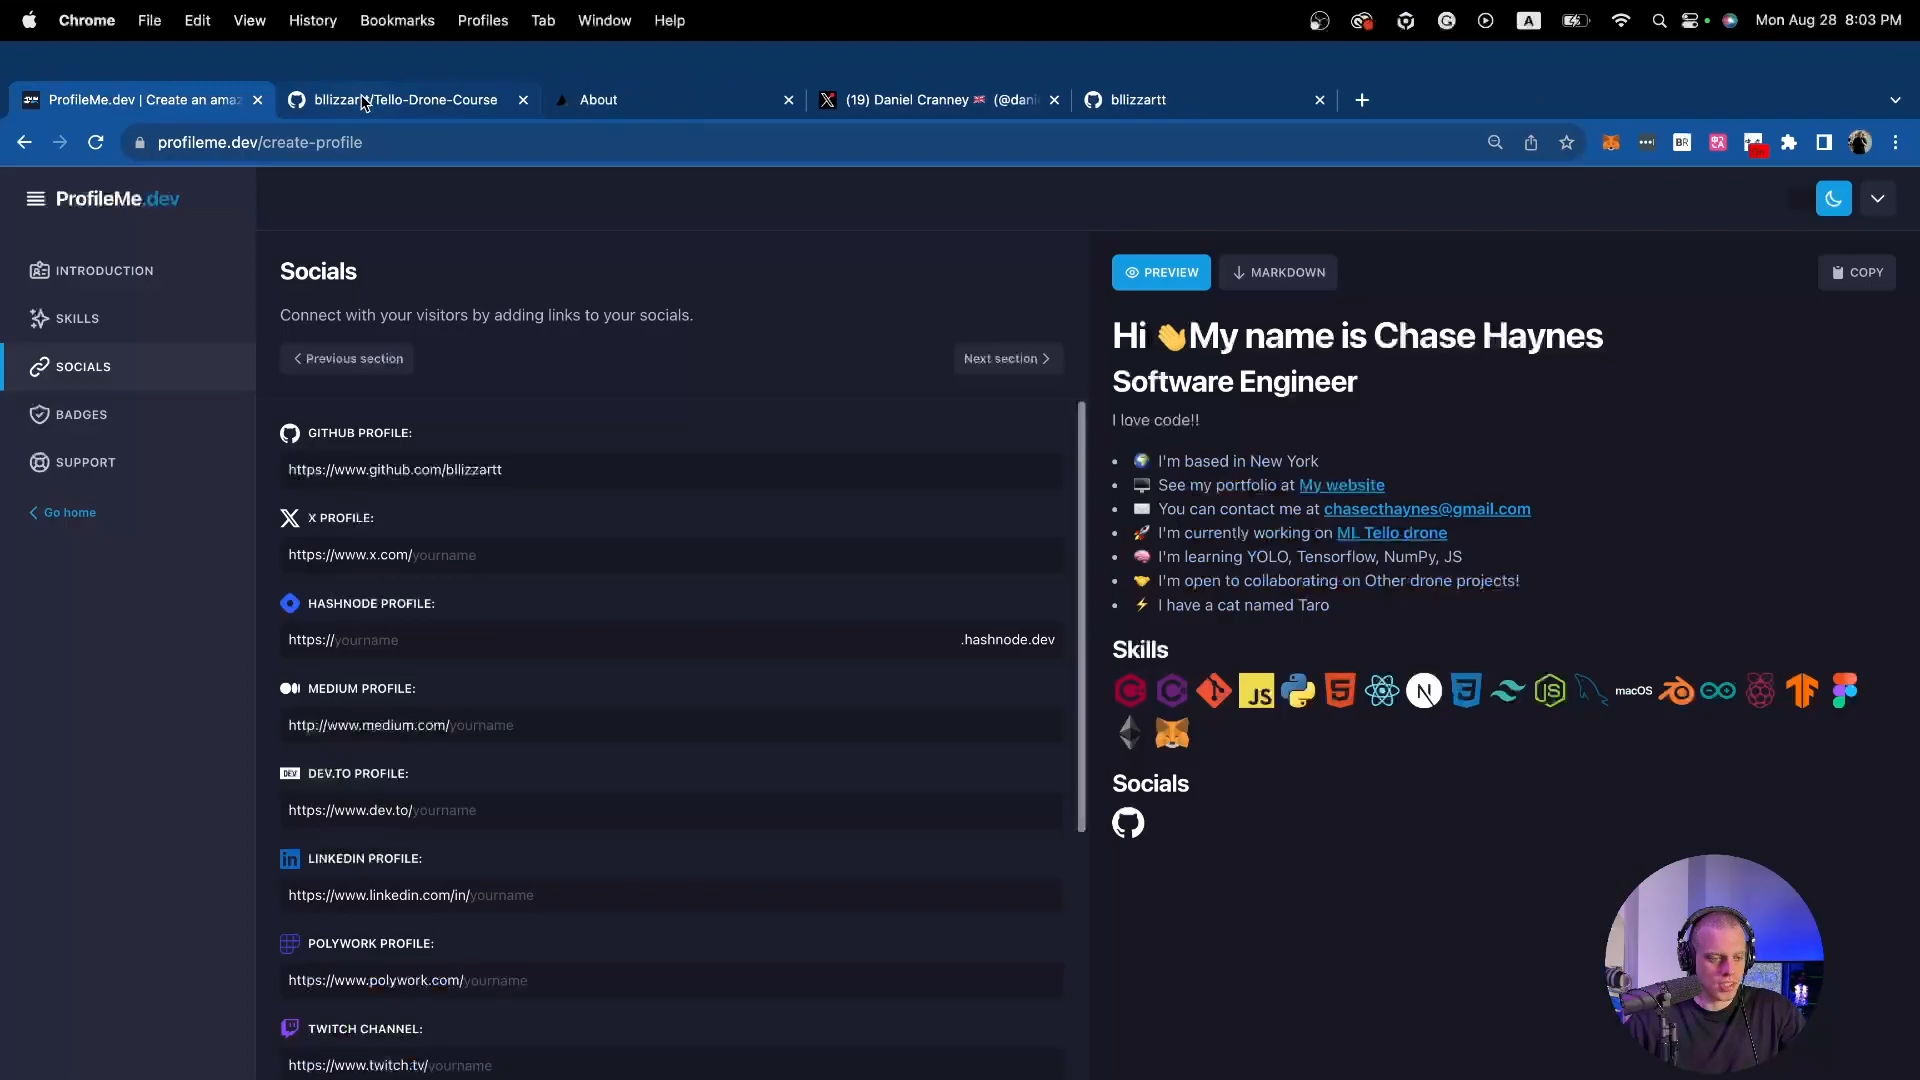 Chrome File Edit View History Bookmarks Profiles Tab Window Help
A Mon Aug 28 8:03 PM
ProfileMe.dev | Create an amaz
bllizzartt/Tello-Drone-Course
About
(19) Daniel Cranney 🇬🇧 (@dani
bllizzartt
profileme.dev/create-profile
BR
ProfileMe.dev
INTRODUCTION
SKILLS
SOCIALS
BADGES
SUPPORT
Go home
Socials
Connect with your visitors by adding links to your socials.
Previous section
Next section
GITHUB PROFILE:
https://www.github.com/bllizzartt
X PROFILE:
https://www.x.com/yourname
HASHNODE PROFILE:
https://yourname .hashnode.dev
MEDIUM PROFILE:
http://www.medium.com/yourname
DEV DEV.TO PROFILE:
https://www.dev.to/yourname
in LINKEDIN PROFILE:
https://www.linkedin.com/in/yourname
POLYWORK PROFILE:
https://www.polywork.com/yourname
TWITCH CHANNEL:
https://www.twitch.tv/yourname
PREVIEW
MARKDOWN
COPY
Hi 👋My name is Chase Haynes
Software Engineer
I love code!!
• 🌍 I'm based in New York
• 🖥️ See my portfolio at My website
• ✉️ You can contact me at chasecthaynes@gmail.com
• 🚀 I'm currently working on ML Tello drone
• 🧠 I'm learning YOLO, Tensorflow, NumPy, JS
• 🤝 I'm open to collaborating on Other drone projects!
• ⚡ I have a cat named Taro
Skills
JS N macOS
Socials